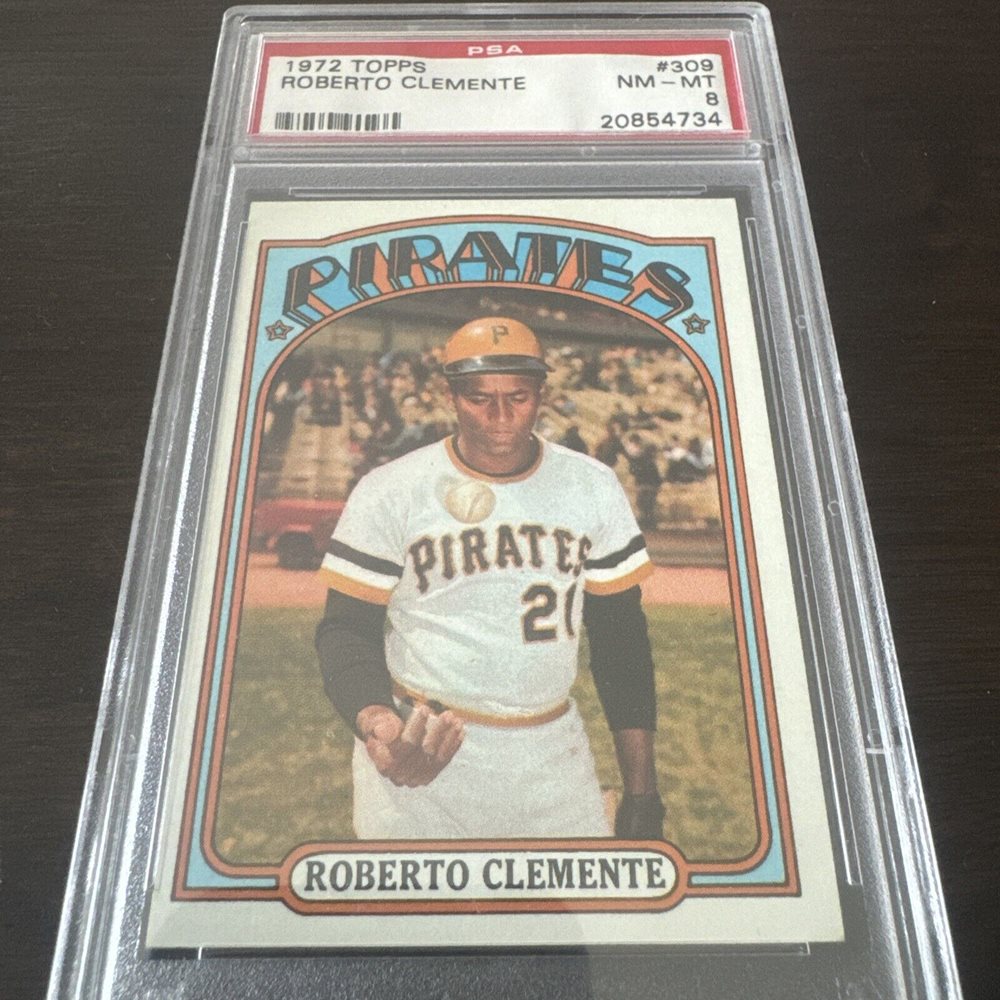 PSA
1972 TOPPS #309
ROBERTO CLEMENTE NM-MT
8
20854734
PIRATES
P
PIRATES
21
ROBERTO CLEMENTE